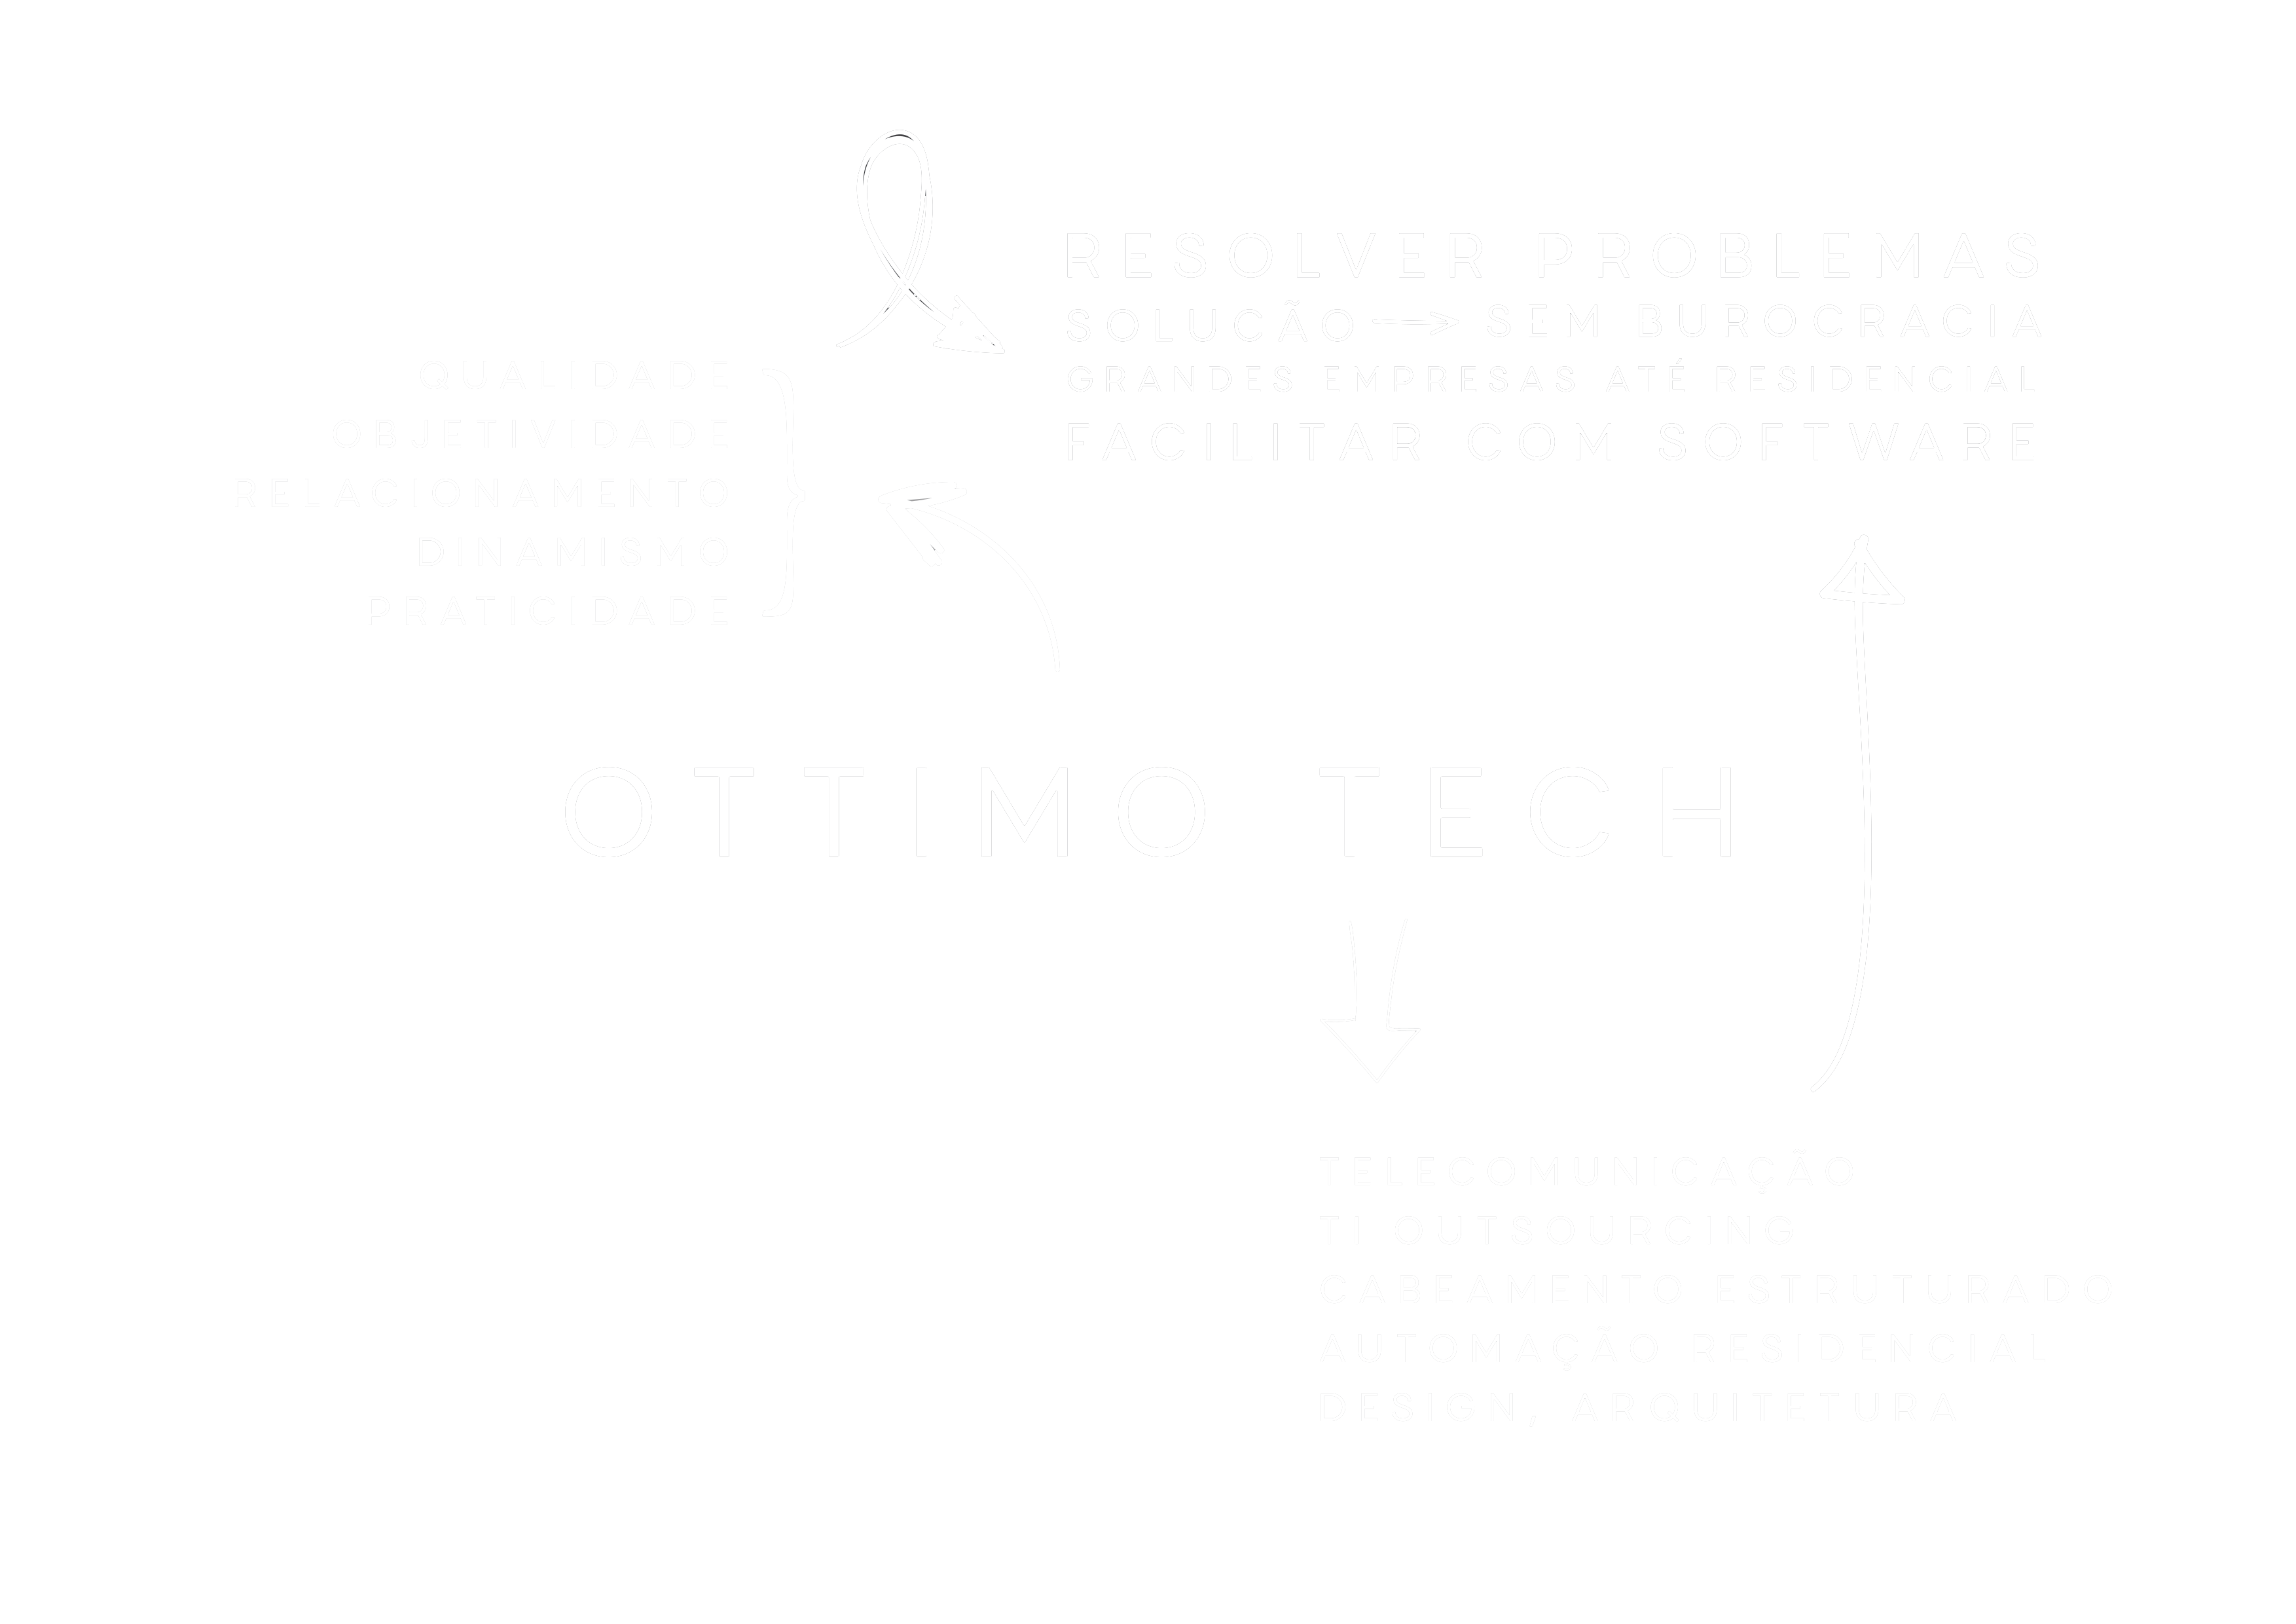 RESOLVER PROBLEMAS
SOLUCÃO → SEM BUROCRACIA
GRANDES EMPRESAS ATÉ RESIDENCIAL
FACILITAR COM SOFTWARE
QUALIDADE
OBJETIVIDADE
RELACIONAMENTO
DINAMISMO
PRATICIDADE
OTTIMO TECH
TELECOMUNICAÇÃO
TI OUTSOURCING
CABEAMENTO ESTRUTURADO
AUTOMAÇÃO RESIDENCIAL
DESIGN, ARQUITETURA